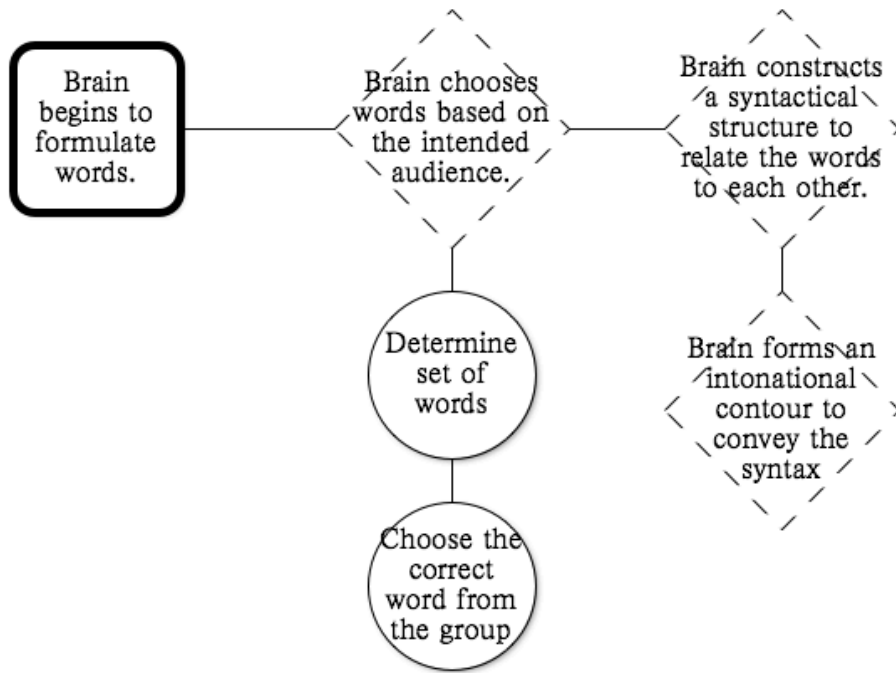 Brain
begins to
formulate
words.
Brain chooses
words based on
the intended
audience.
Brain constructs
a syntactical
structure to
relate the words
to each other.
Determine
set of
words
Brain forms an
intonational
contour to
convey the
syntax
Choose the
correct
word from
the group